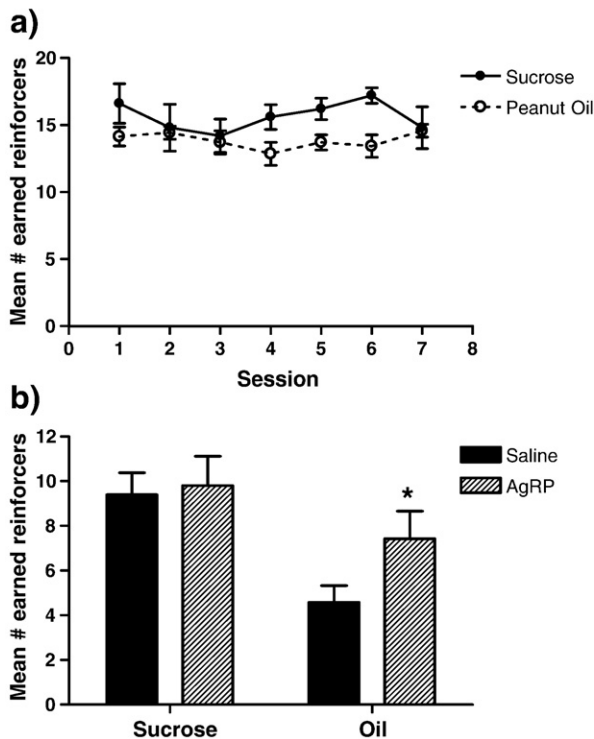 a)
Mean # earned reinforcers
20
15
10
5
0
0 1 2 3 4 5 6 7 8
Session
Sucrose
Peanut Oil
b)
Mean # earned reinforcers
12
10
8
6
4
2
0
*
Sucrose Oil
Saline
AgRP